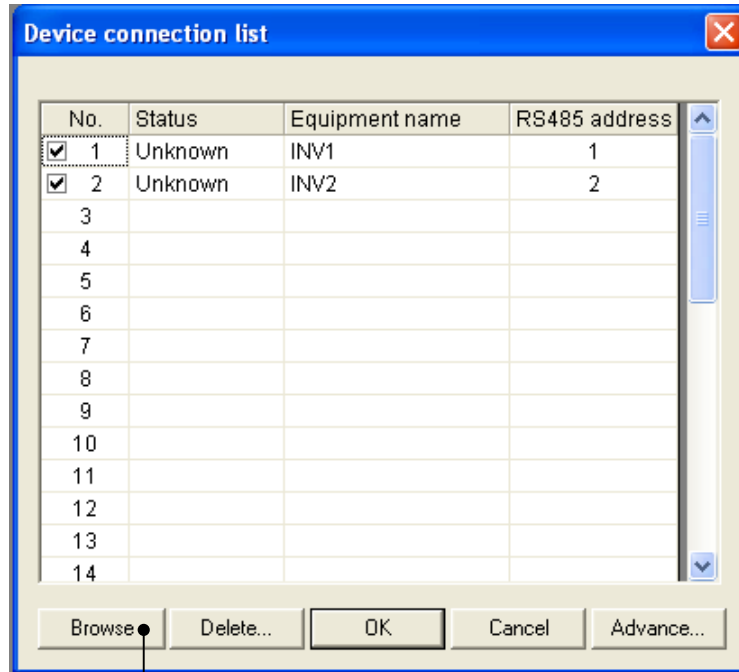 Device connection list
No. Status Equipment name RS485 address
1 Unknown INV1 1
2 Unknown INV2 2
3
4
5
6
7
8
9
10
11
12
13
14
Browse Delete... OK Cancel Advance...